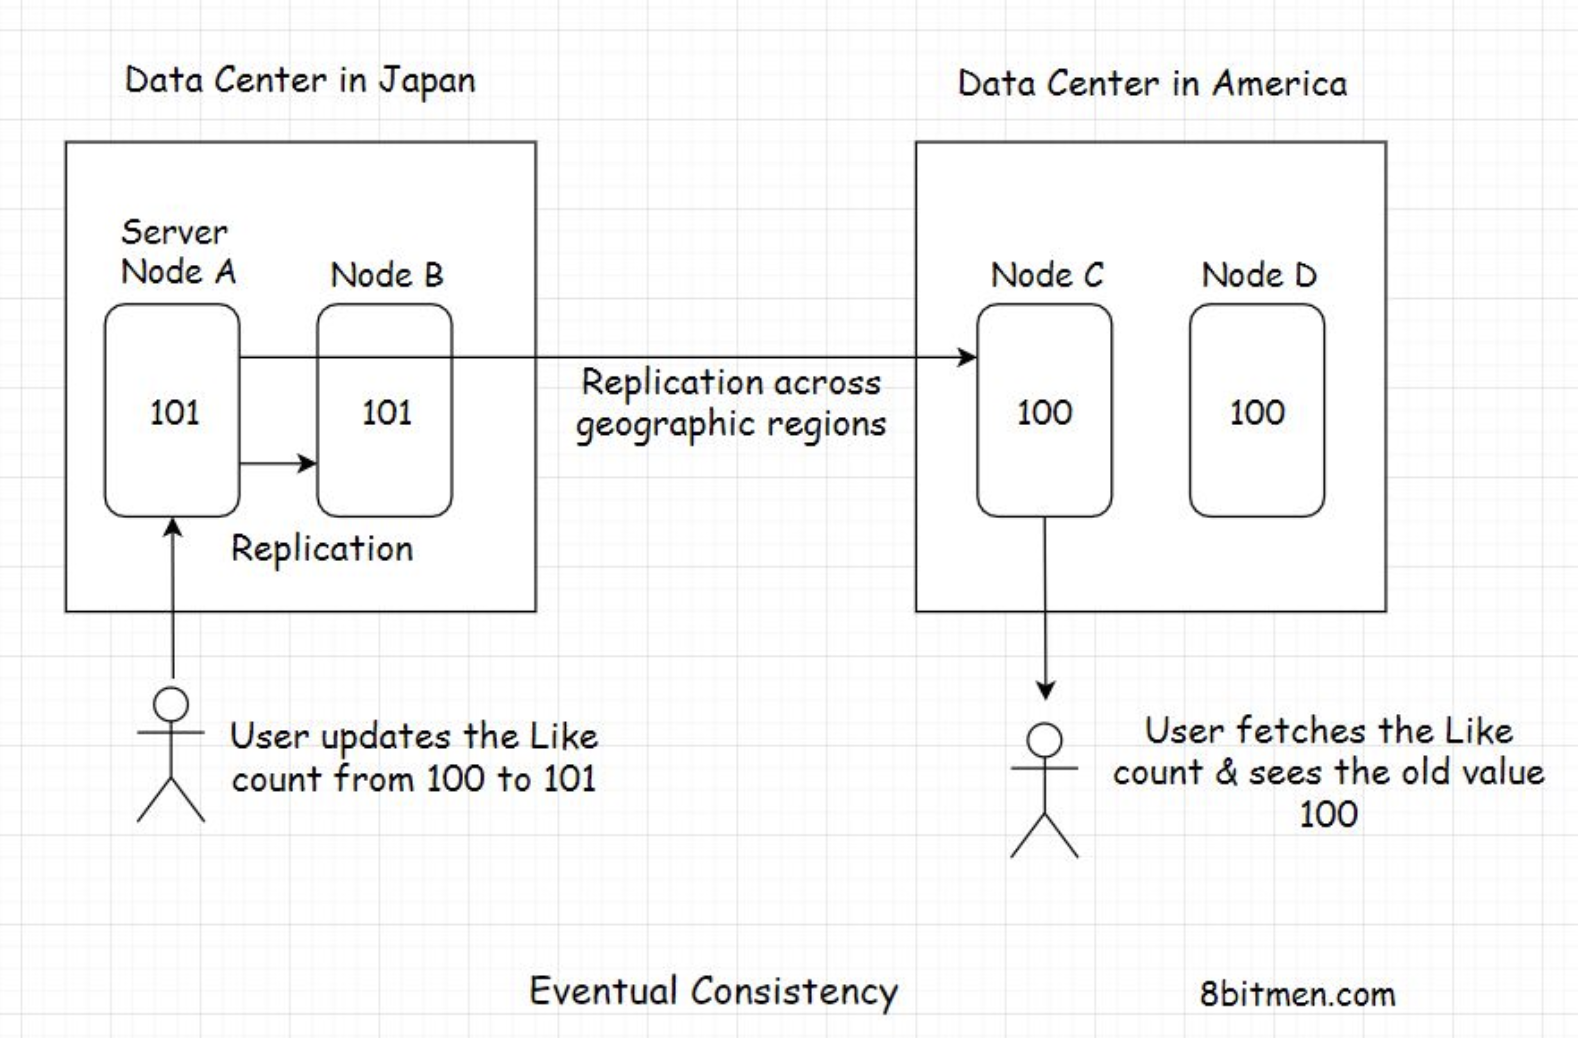 Data Center in Japan
Data Center in America
Server
Node A
Node B
Node C
Node D
101
101
100
100
Replication across
geographic regions
Replication
User updates the Like
count from 100 to 101
User fetches the Like
count & sees the old value
100
Eventual Consistency
8bitmen.com